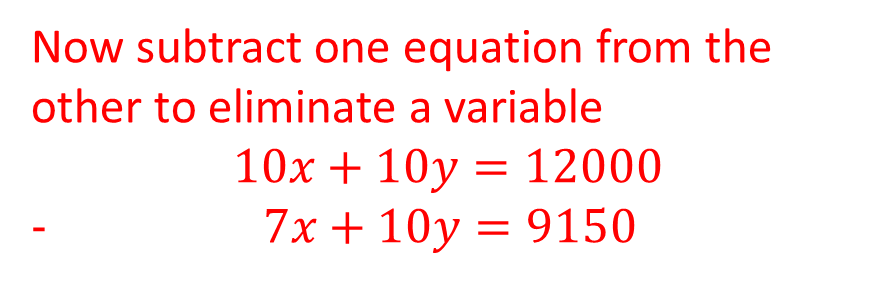 Now subtract one equation from the
other to eliminate a variable
10x + 10y = 12000
- 7x + 10y = 9150